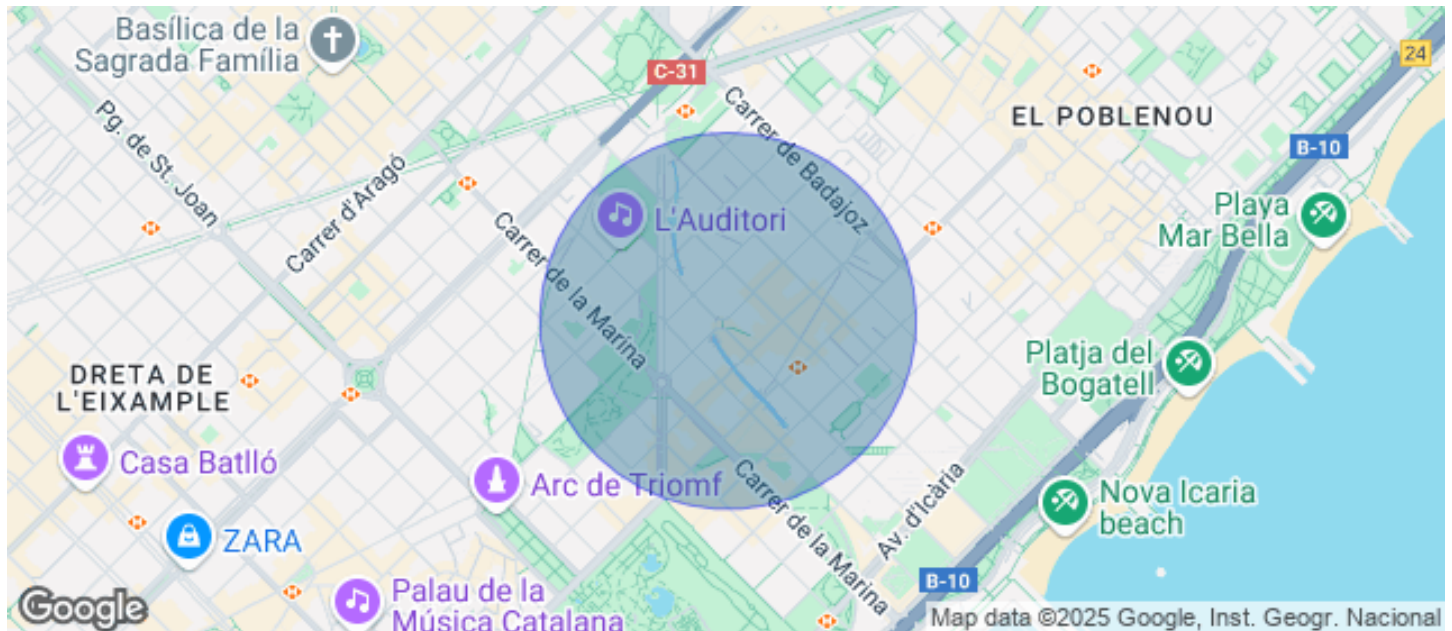 Basílica de la
Sagrada Família
C-31
24
Carrer de Badajoz
EL POBLENOU
B-10
Pg. de St. Joan
Carrer d'Aragó
L'Auditori
Playa
Mar Bella
Carrer de la Marina
Platja del
Bogatell
DRETA DE
L'EIXAMPLE
Casa Batlló
Arc de Triomf
Carrer de la Marina
Av. d'Icària
Nova Icaria
beach
ZARA
B-10
Palau de la
Música Catalana
Google
Map data ©2025 Google, Inst. Geogr. Nacional